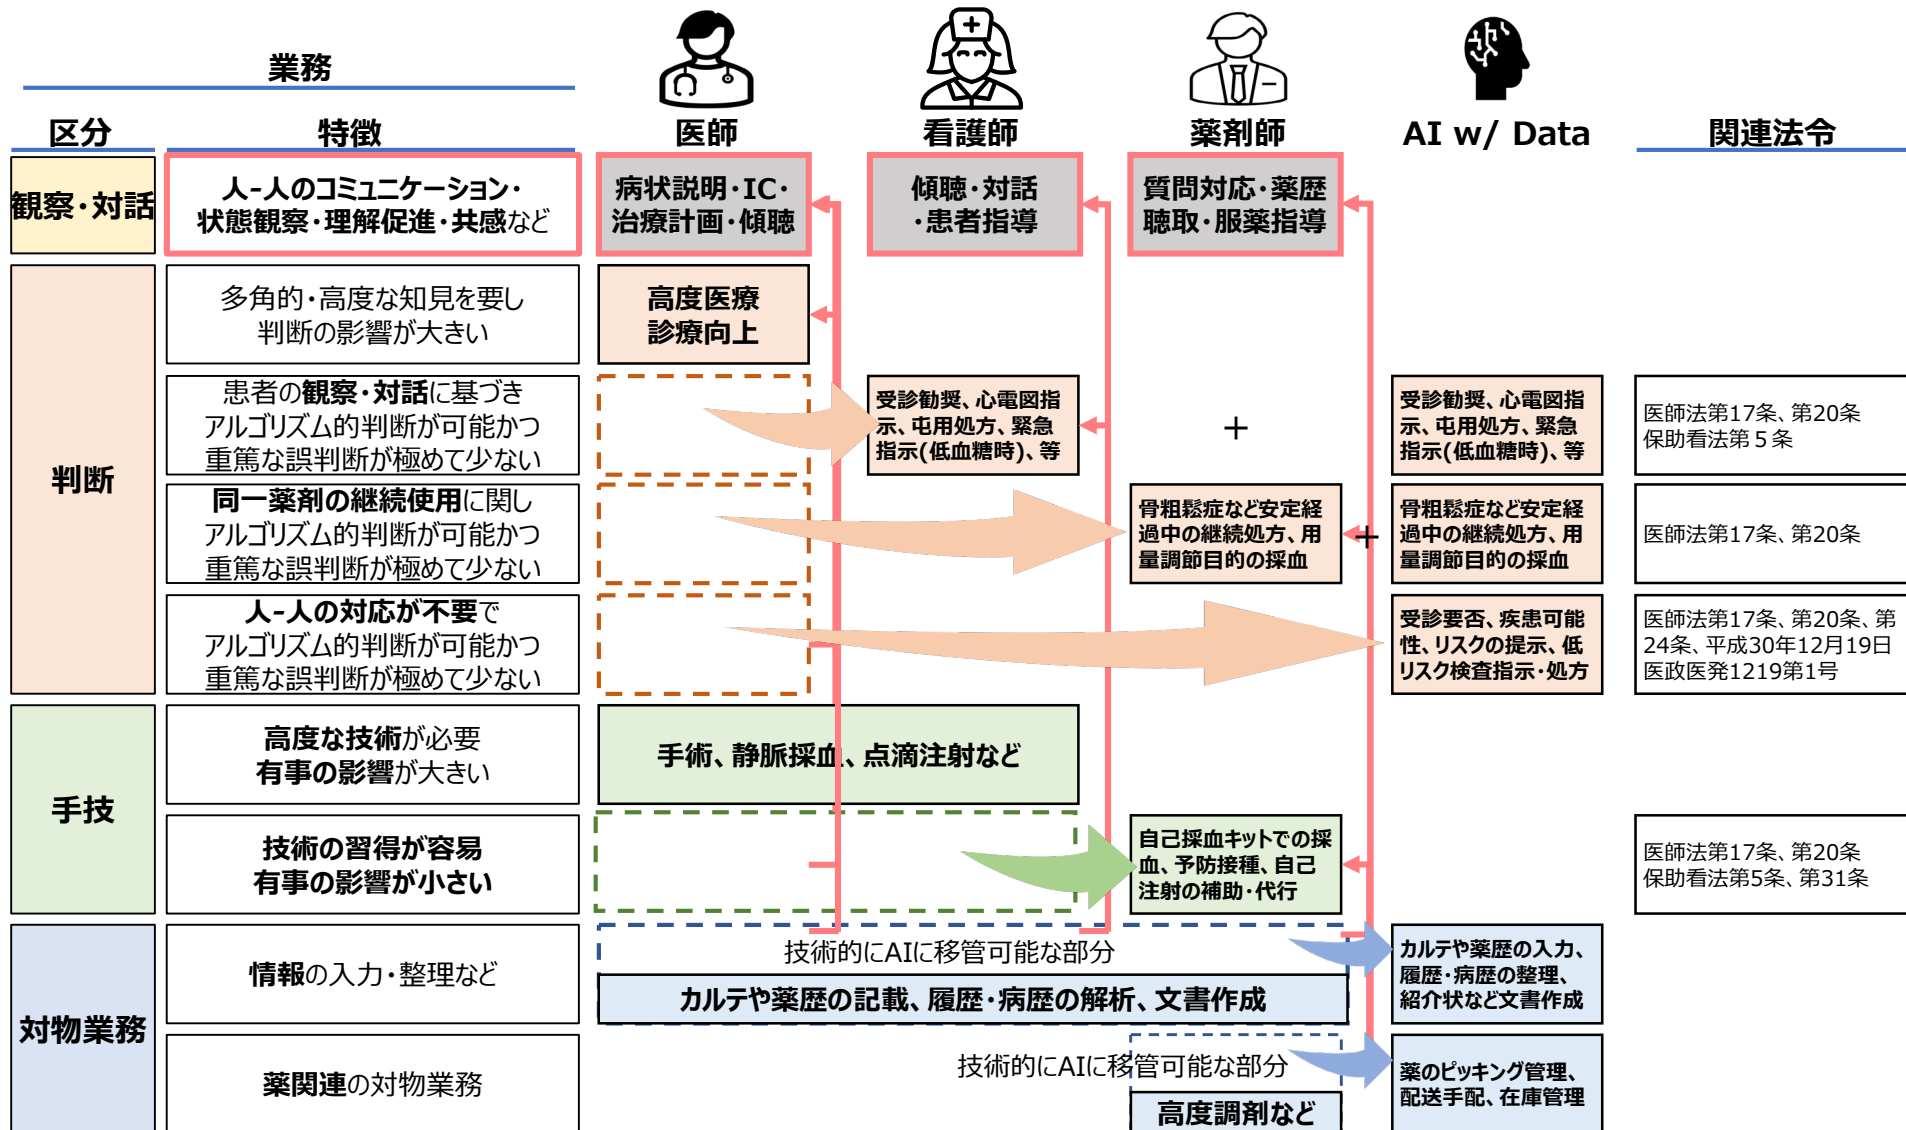 業務
区分
特徴
医師
看護師
薬剤師
AI w/ Data
関連法令
観察・対話
人-人のコミュニケーション・
状態観察・理解促進・共感など
病状説明・IC・
治療計画・傾聴
傾聴・対話
・患者指導
質問対応・薬歴
聴取・服薬指導
判断
多角的・高度な知見を要し
判断の影響が大きい
高度医療
診療向上
患者の観察・対話に基づき
アルゴリズム的判断が可能かつ
重篤な誤判断が極めて少ない
受診勧奨、心電図指
示、屯用処方、緊急
指示(低血糖時)、等
+
受診勧奨、心電図指
示、屯用処方、緊急
指示(低血糖時)、等
医師法第17条、第20条
保助看法第５条
同一薬剤の継続使用に関し
アルゴリズム的判断が可能かつ
重篤な誤判断が極めて少ない
骨粗鬆症など安定経
過中の継続処方、用
量調節目的の採血
+
骨粗鬆症など安定経
過中の継続処方、用
量調節目的の採血
医師法第17条、第20条
人-人の対応が不要で
アルゴリズム的判断が可能かつ
重篤な誤判断が極めて少ない
受診要否、疾患可能
性、リスクの提示、低
リスク検査指示・処方
医師法第17条、第20条、第
24条、平成30年12月19日
医政医発1219第1号
手技
高度な技術が必要
有事の影響が大きい
手術、静脈採血、点滴注射など
技術の習得が容易
有事の影響が小さい
自己採血キットでの採
血、予防接種、自己
注射の補助・代行
医師法第17条、第20条
保助看法第5条、第31条
対物業務
情報の入力・整理など
技術的にAIに移管可能な部分
カルテや薬歴の記載、履歴・病歴の解析、文書作成
カルテや薬歴の入力、
履歴・病歴の整理、
紹介状など文書作成
薬関連の対物業務
技術的にAIに移管可能な部分
高度調剤など
薬のピッキング管理、
配送手配、在庫管理